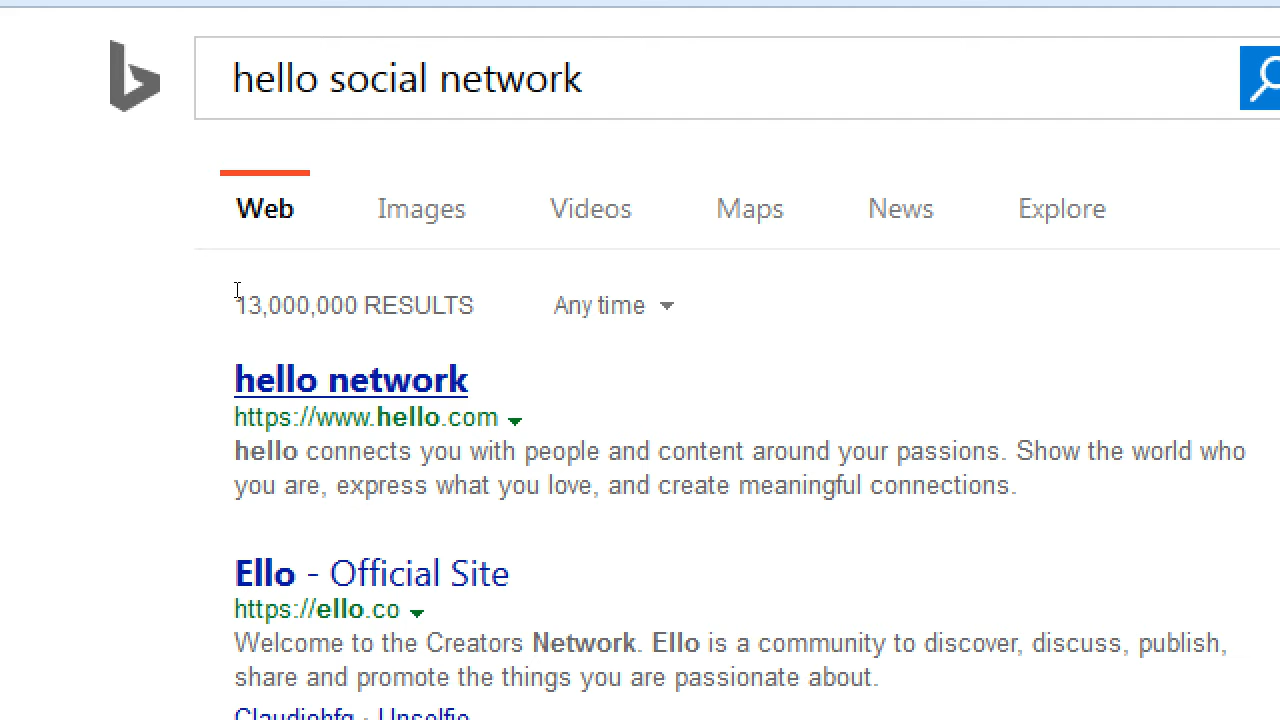 hello social network
Web Images Videos Maps News Explore
13,000,000 RESULTS Any time
hello network
https://www.hello.com
hello connects you with people and content around your passions. Show the world who
you are, express what you love, and create meaningful connections.
Ello - Official Site
https://ello.co
Welcome to the Creators Network. Ello is a community to discover, discuss, publish,
share and promote the things you are passionate about.